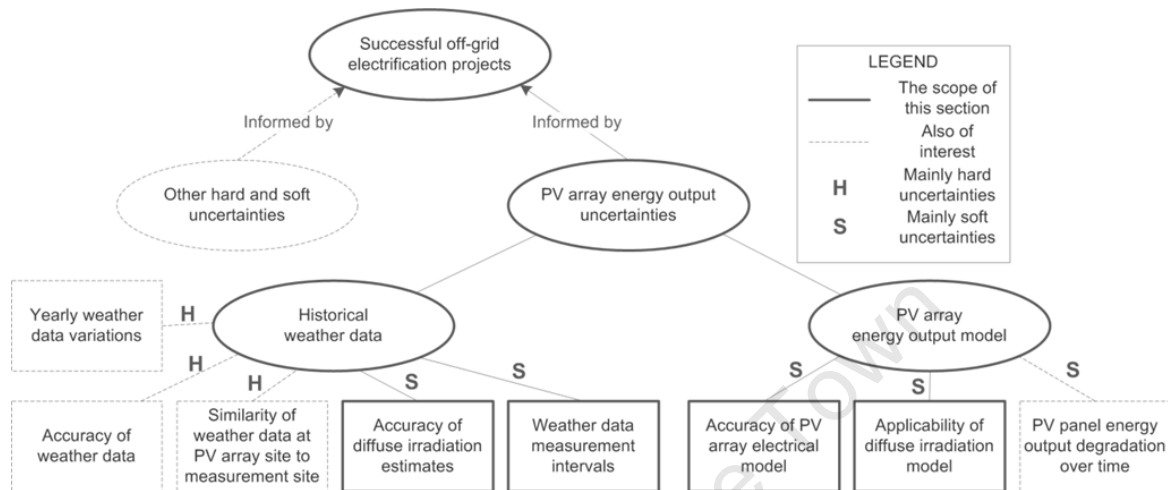 Successful off-grid
electrification projects
LEGEND
The scope of
this section
Also of
interest
H
Mainly hard
uncertainties
S
Mainly soft
uncertainties
Informed by
Informed by
Other hard and soft
uncertainties
PV array energy output
uncertainties
Yearly weather
data variations
H
Historical
weather data
PV array
energy output model
H
H
S
S
S
S
S
Accuracy of
weather data
Similarity of
weather data at
PV array site to
measurement site
Accuracy of
diffuse irradiation
estimates
Weather data
measurement
intervals
Accuracy of PV
array electrical
model
Applicability of
diffuse irradiation
model
PV panel energy
output degradation
over time
Town